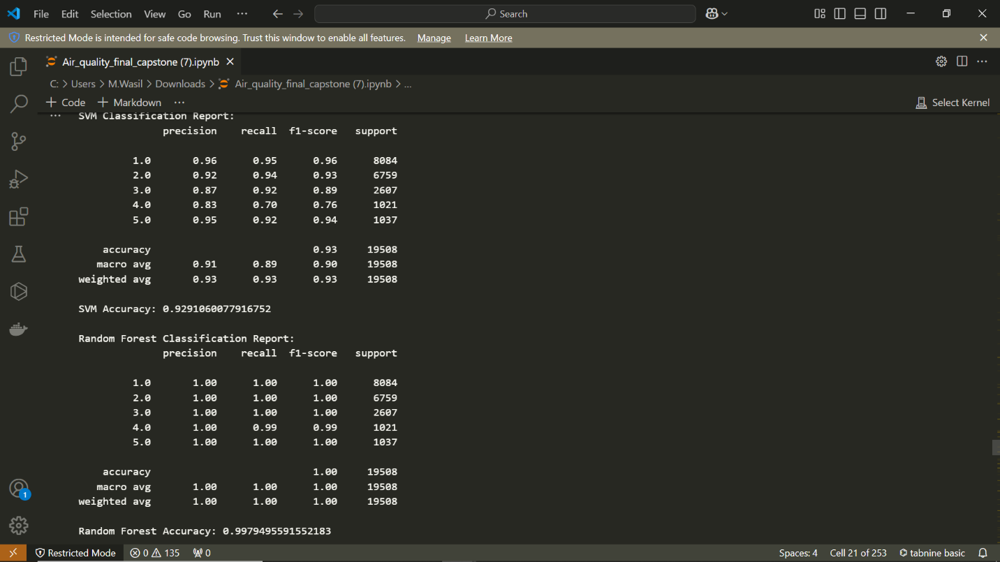 File Edit Selection View Go Run ··· Search
Restricted Mode is intended for safe code browsing. Trust this window to enable all features. Manage Learn More
Air_quality_final_capstone (7).ipynb
C: > Users > M.Wasil > Downloads > Air_quality_final_capstone (7).ipynb > ...
+ Code + Markdown ··· Select Kernel
··· SVM Classification Report:
precision recall f1-score support
1.0 0.96 0.95 0.96 8084
2.0 0.92 0.94 0.93 6759
3.0 0.87 0.92 0.89 2607
4.0 0.83 0.70 0.76 1021
5.0 0.95 0.92 0.94 1037
accuracy 0.93 19508
macro avg 0.91 0.89 0.90 19508
weighted avg 0.93 0.93 0.93 19508
SVM Accuracy: 0.9291060077916752
Random Forest Classification Report:
precision recall f1-score support
1.0 1.00 1.00 1.00 8084
2.0 1.00 1.00 1.00 6759
3.0 1.00 1.00 1.00 2607
4.0 1.00 0.99 0.99 1021
5.0 1.00 1.00 1.00 1037
accuracy 1.00 19508
macro avg 1.00 1.00 1.00 19508
weighted avg 1.00 1.00 1.00 19508
1
Random Forest Accuracy: 0.9979495591552183
Restricted Mode 0 135 0 Spaces: 4 Cell 21 of 253 tabnine basic